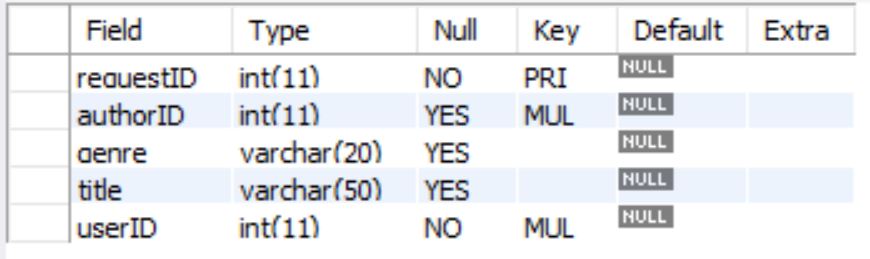 Field Type Null Key Default Extra
requestID int(11) NO PRI NULL
authorID int(11) YES MUL NULL
genre varchar(20) YES NULL
title varchar(50) YES NULL
userID int(11) NO MUL NULL